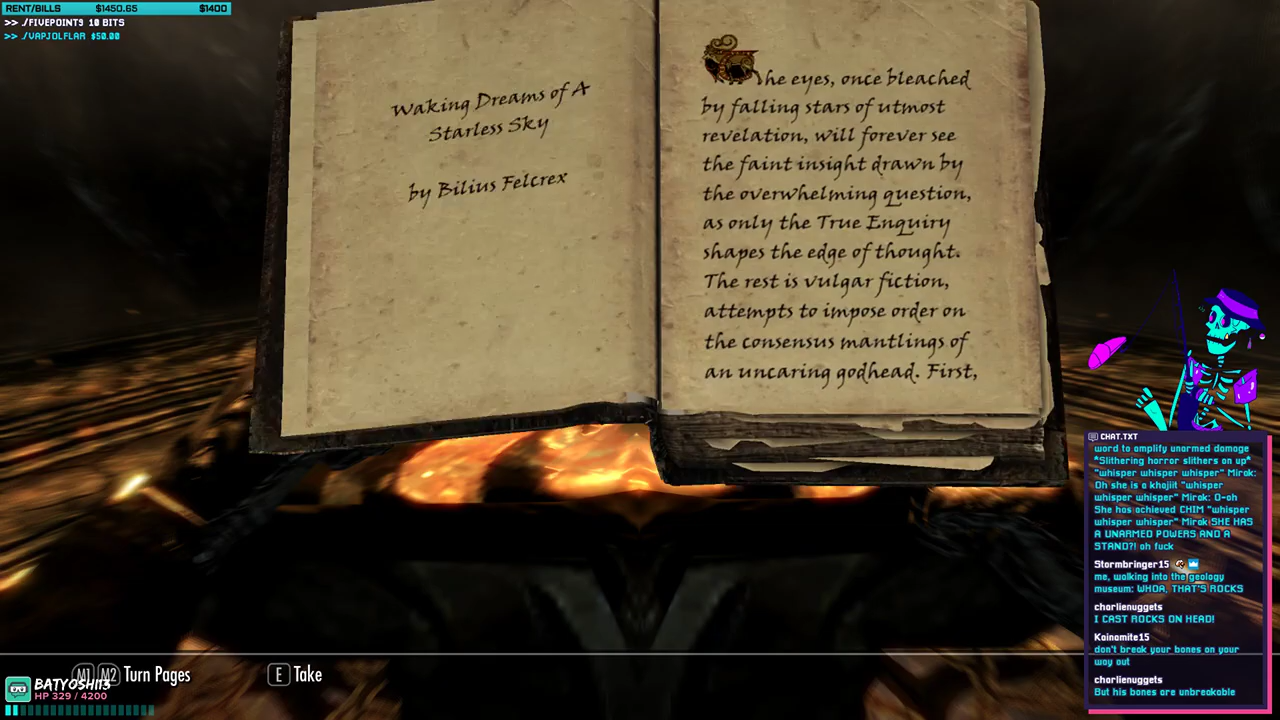 RENT/BILLS $1450.65 $1400
>> ./FIVEPOINT9 10 BITS
>> ./VAPJOLFLAR $50.00
Waking Dreams of A
Starless Sky
by Bilius Felcrex
he eyes, once bleached
by falling stars of utmost
revelation, will forever see
the faint insight drawn by
the overwhelming question,
as only the True Enquiry
shapes the edge of thought.
The rest is vulgar fiction,
attempts to impose order on
the consensus mantlings of
an uncaring godhead. First,
CHAT.TXT
word to amplify unarmed damage
*Slithering horror slithers on up*
"whisper whisper whisper" Mirak:
Oh she is a khajiit "whisper
whisper whisper" Mirak: O-oh
She has achieved CHIM "whisper
whisper whisper" Mirak SHE HAS
A UNARMED POWERS AND A
STAND?! oh fuck
Stormbringer15
me, walking into the geology
museum: WHOA, THAT'S ROCKS
charlienuggets
I CAST ROCKS ON HEAD!
Kainomite15
don't break your bones on your
way out
charlienuggets
But his bones are unbreakable
M1 M2 Turn Pages
E Take
BATYOSHI13
HP 329 / 4200